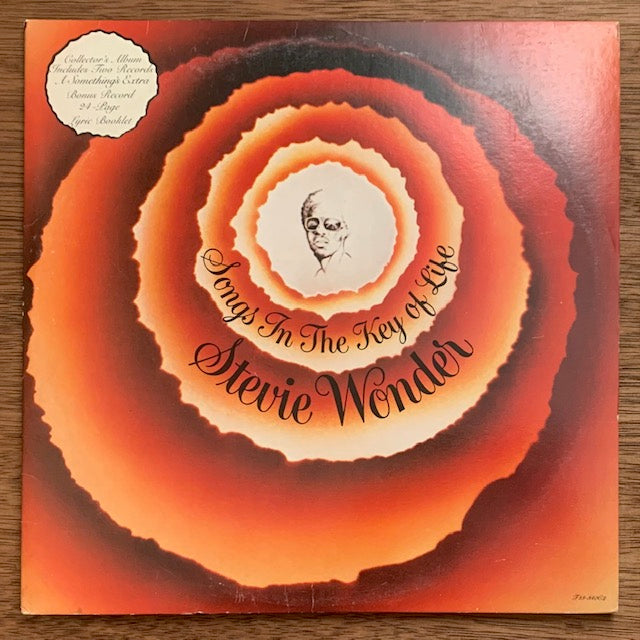 Collector's Album
Includes Two Records
A Something's Extra
Bonus Record
24-Page
Lyric Booklet
Songs In The Key of Life
Stevie Wonder